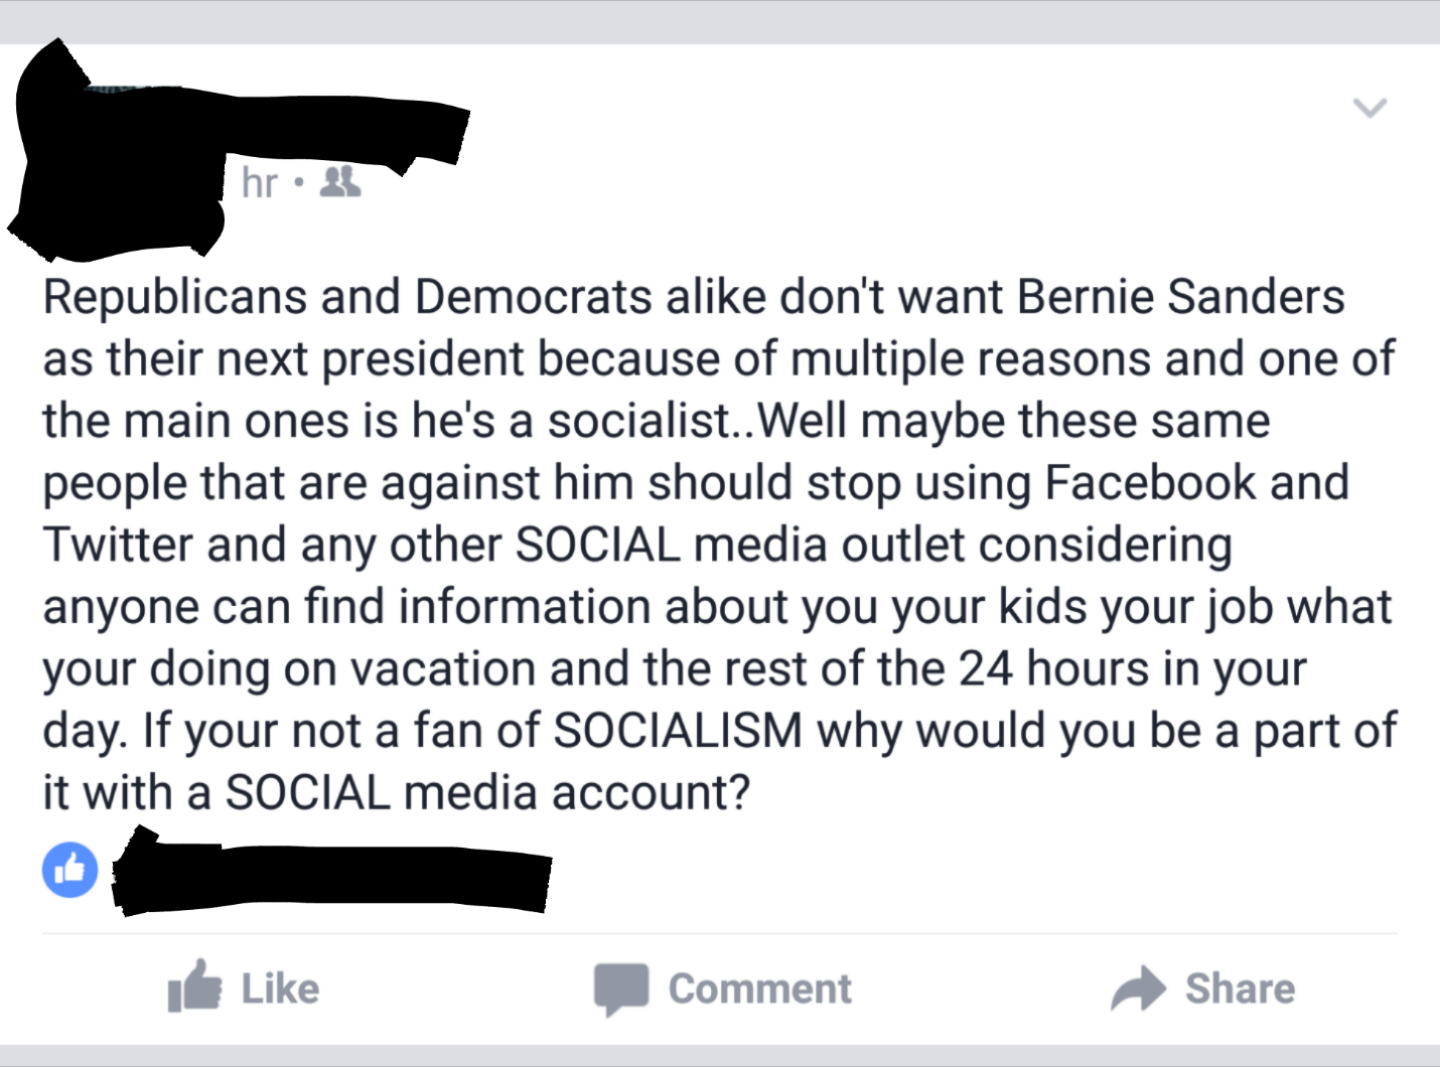 hr •
Republicans and Democrats alike don't want Bernie Sanders
as their next president because of multiple reasons and one of
the main ones is he's a socialist..Well maybe these same
people that are against him should stop using Facebook and
Twitter and any other SOCIAL media outlet considering
anyone can find information about you your kids your job what
your doing on vacation and the rest of the 24 hours in your
day. If your not a fan of SOCIALISM why would you be a part of
it with a SOCIAL media account?
Like Comment Share